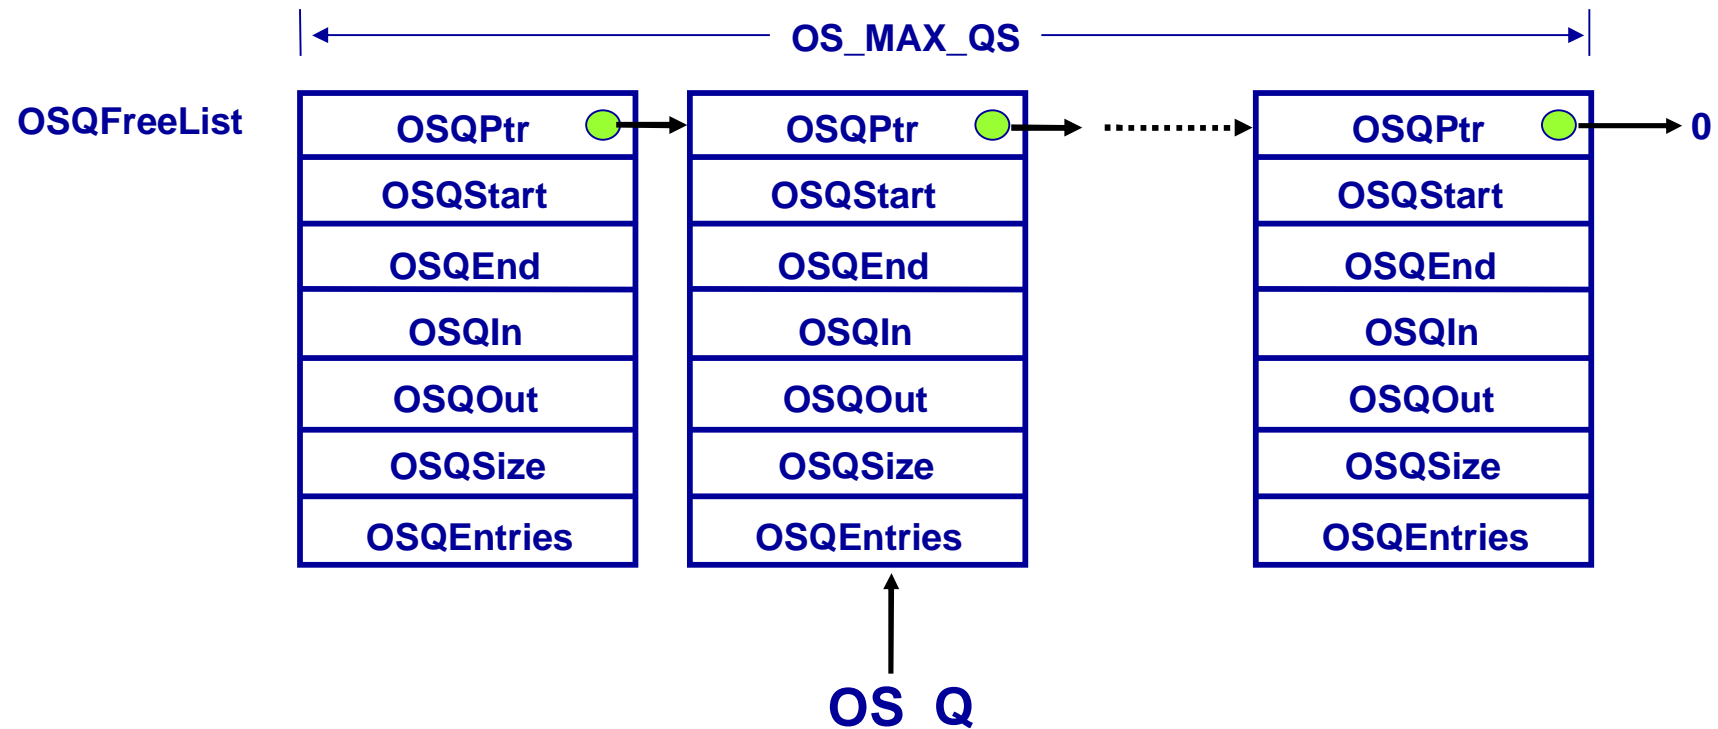 OS_MAX_QS
OSQFreeList
OSQPtr OSQPtr OSQPtr 0
OSQStart OSQStart OSQStart
OSQEnd OSQEnd OSQEnd
OSQIn OSQIn OSQIn
OSQOut OSQOut OSQOut
OSQSize OSQSize OSQSize
OSQEntries OSQEntries OSQEntries
OS Q